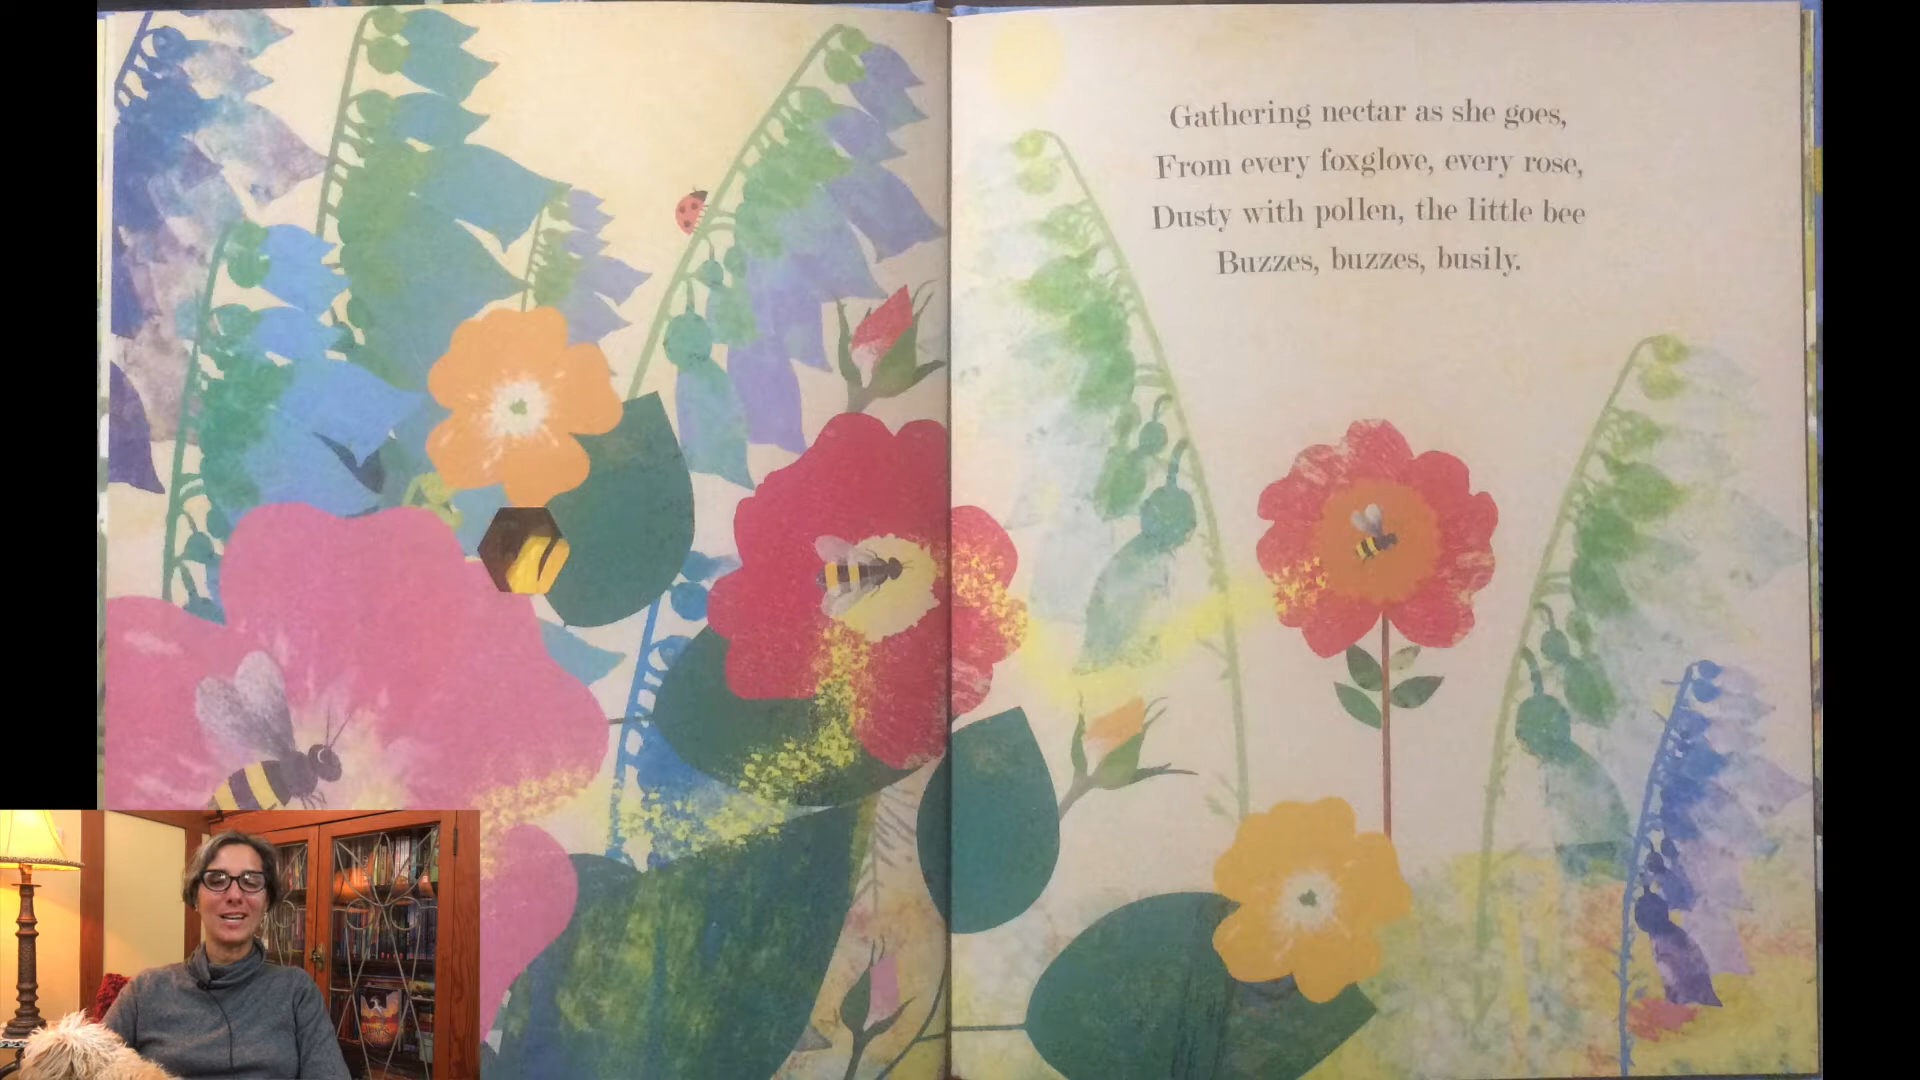 Gathering nectar as she goes,
From every foxglove, every rose,
Dusty with pollen, the little bee
Buzzes, buzzes, busily.